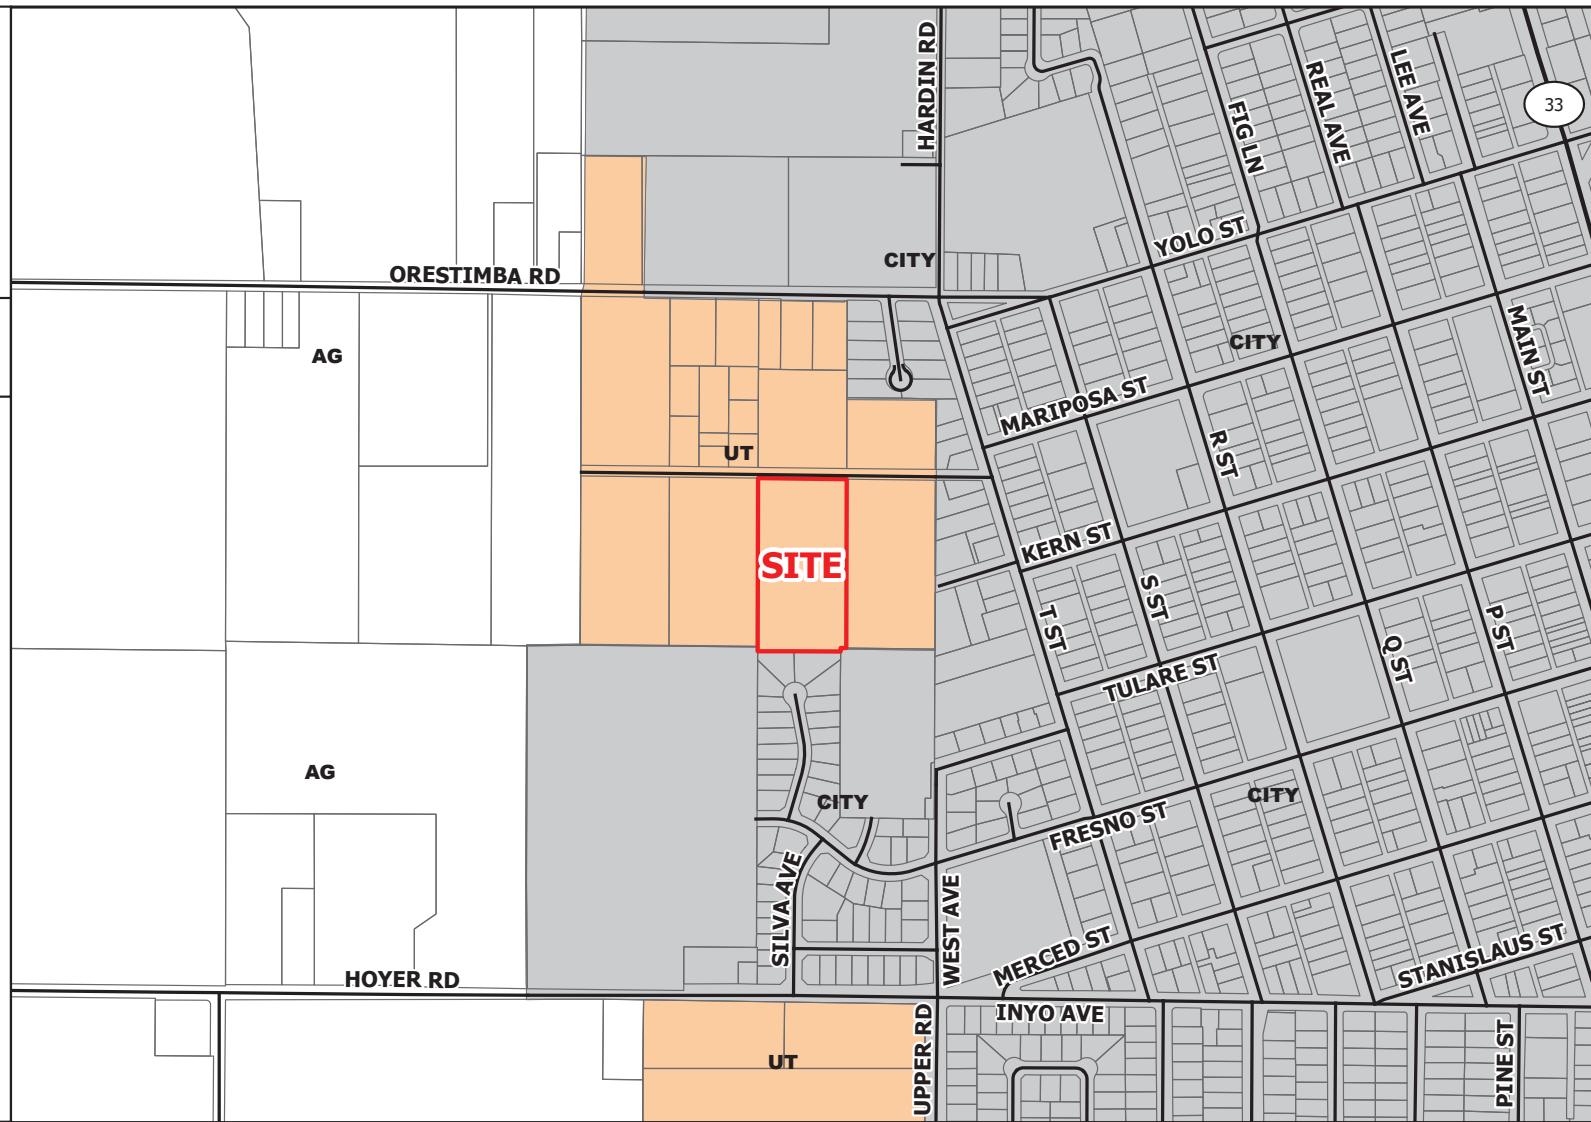 HARDIN RD
FIG LN
REAL AVE
LEE AVE
33
YOLO ST
CITY
ORESTIMBA RD
AG
CITY
MAIN ST
MARIPOSA ST
UT
R ST
KERN ST
SITE
S ST
T ST
P ST
Q ST
TULARE ST
AG
CITY
CITY
FRESNO ST
SILVA AVE
WEST AVE
MERCED ST
STANISLAUS ST
HOYER RD
INYO AVE
UPPER RD
UT
PINE ST